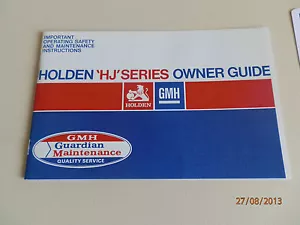 IMPORTANT
OPERATING SAFETY
AND MAINTENANCE
INSTRUCTIONS
HOLDEN 'HJ' SERIES OWNER GUIDE
HOLDEN
GMH
GMH
Guardian
Maintenance
QUALITY SERVICE
27/08/2013